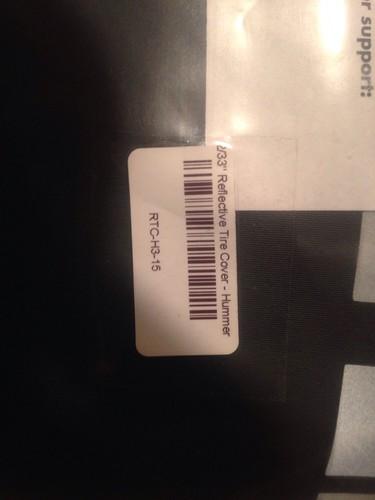 r support:
/33" Reflective Tire Cover - Hummer
RTC-H3-15